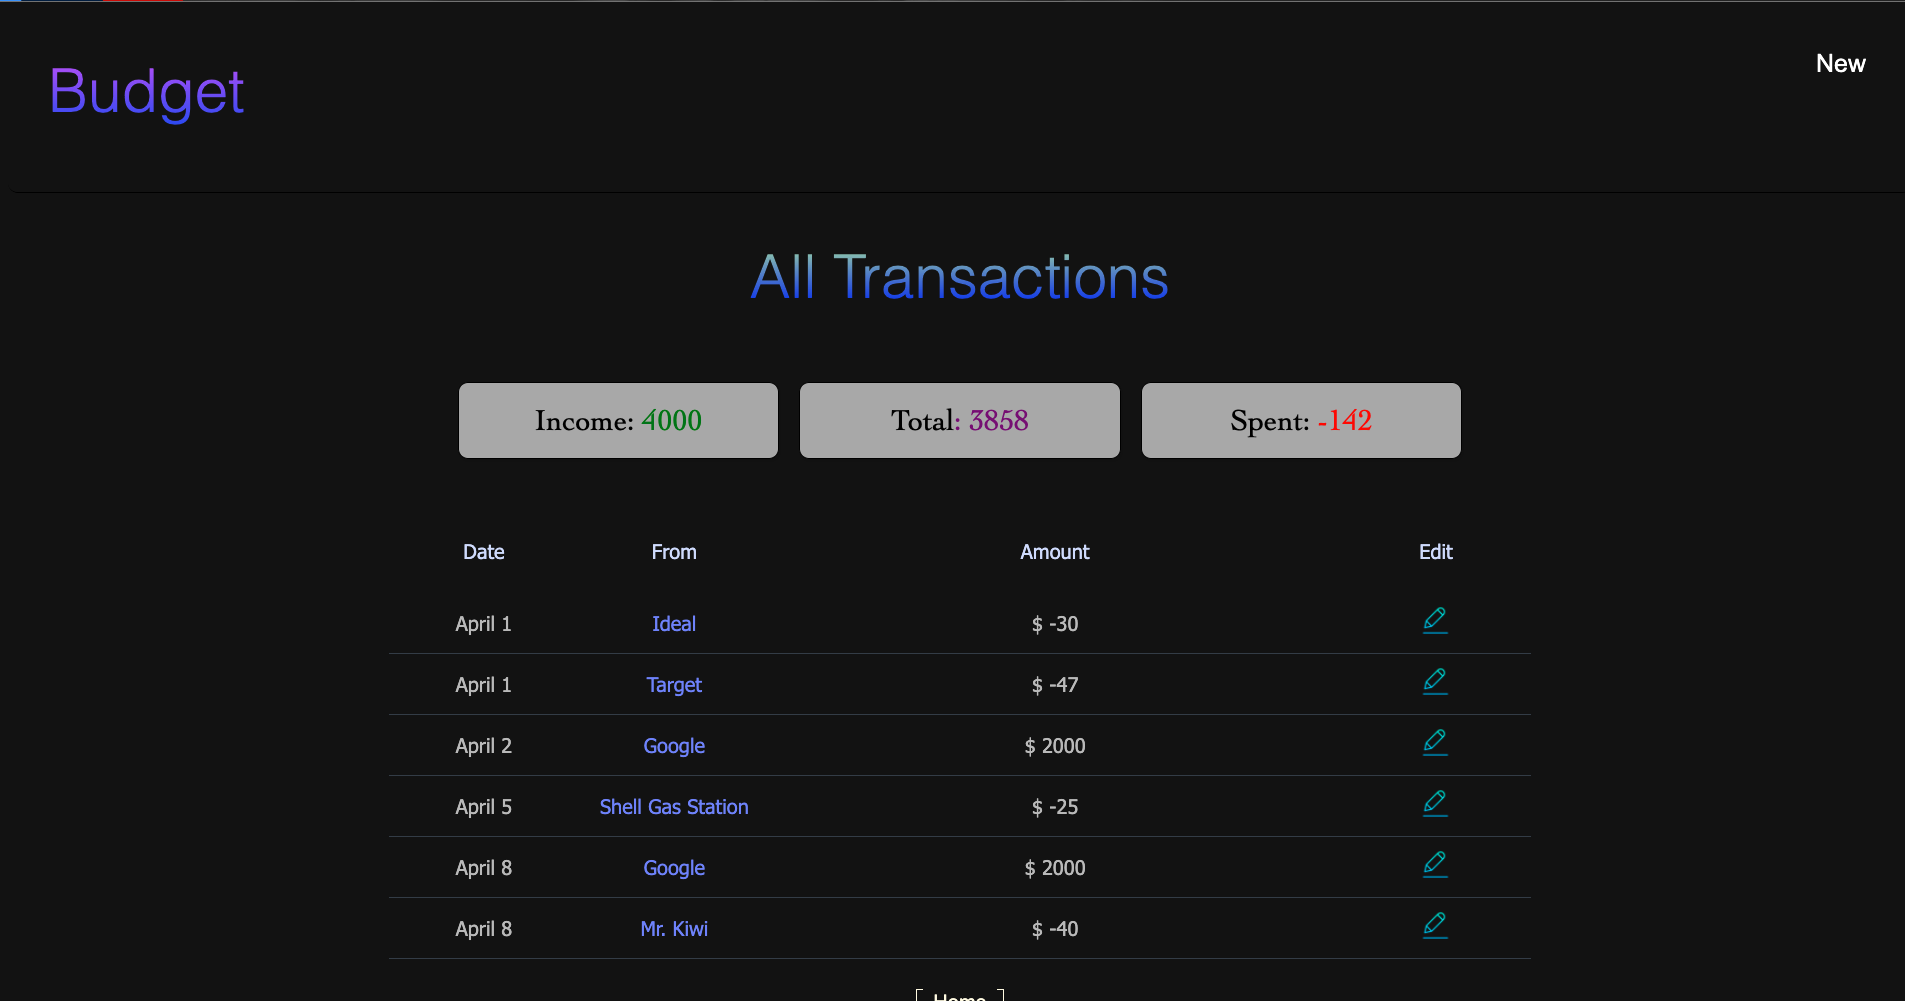 Budget
New
All Transactions
Income: 4000
Total: 3858
Spent: -142
Date From Amount Edit
April 1 Ideal $ -30
April 1 Target $ -47
April 2 Google $ 2000
April 5 Shell Gas Station $ -25
April 8 Google $ 2000
April 8 Mr. Kiwi $ -40
Home